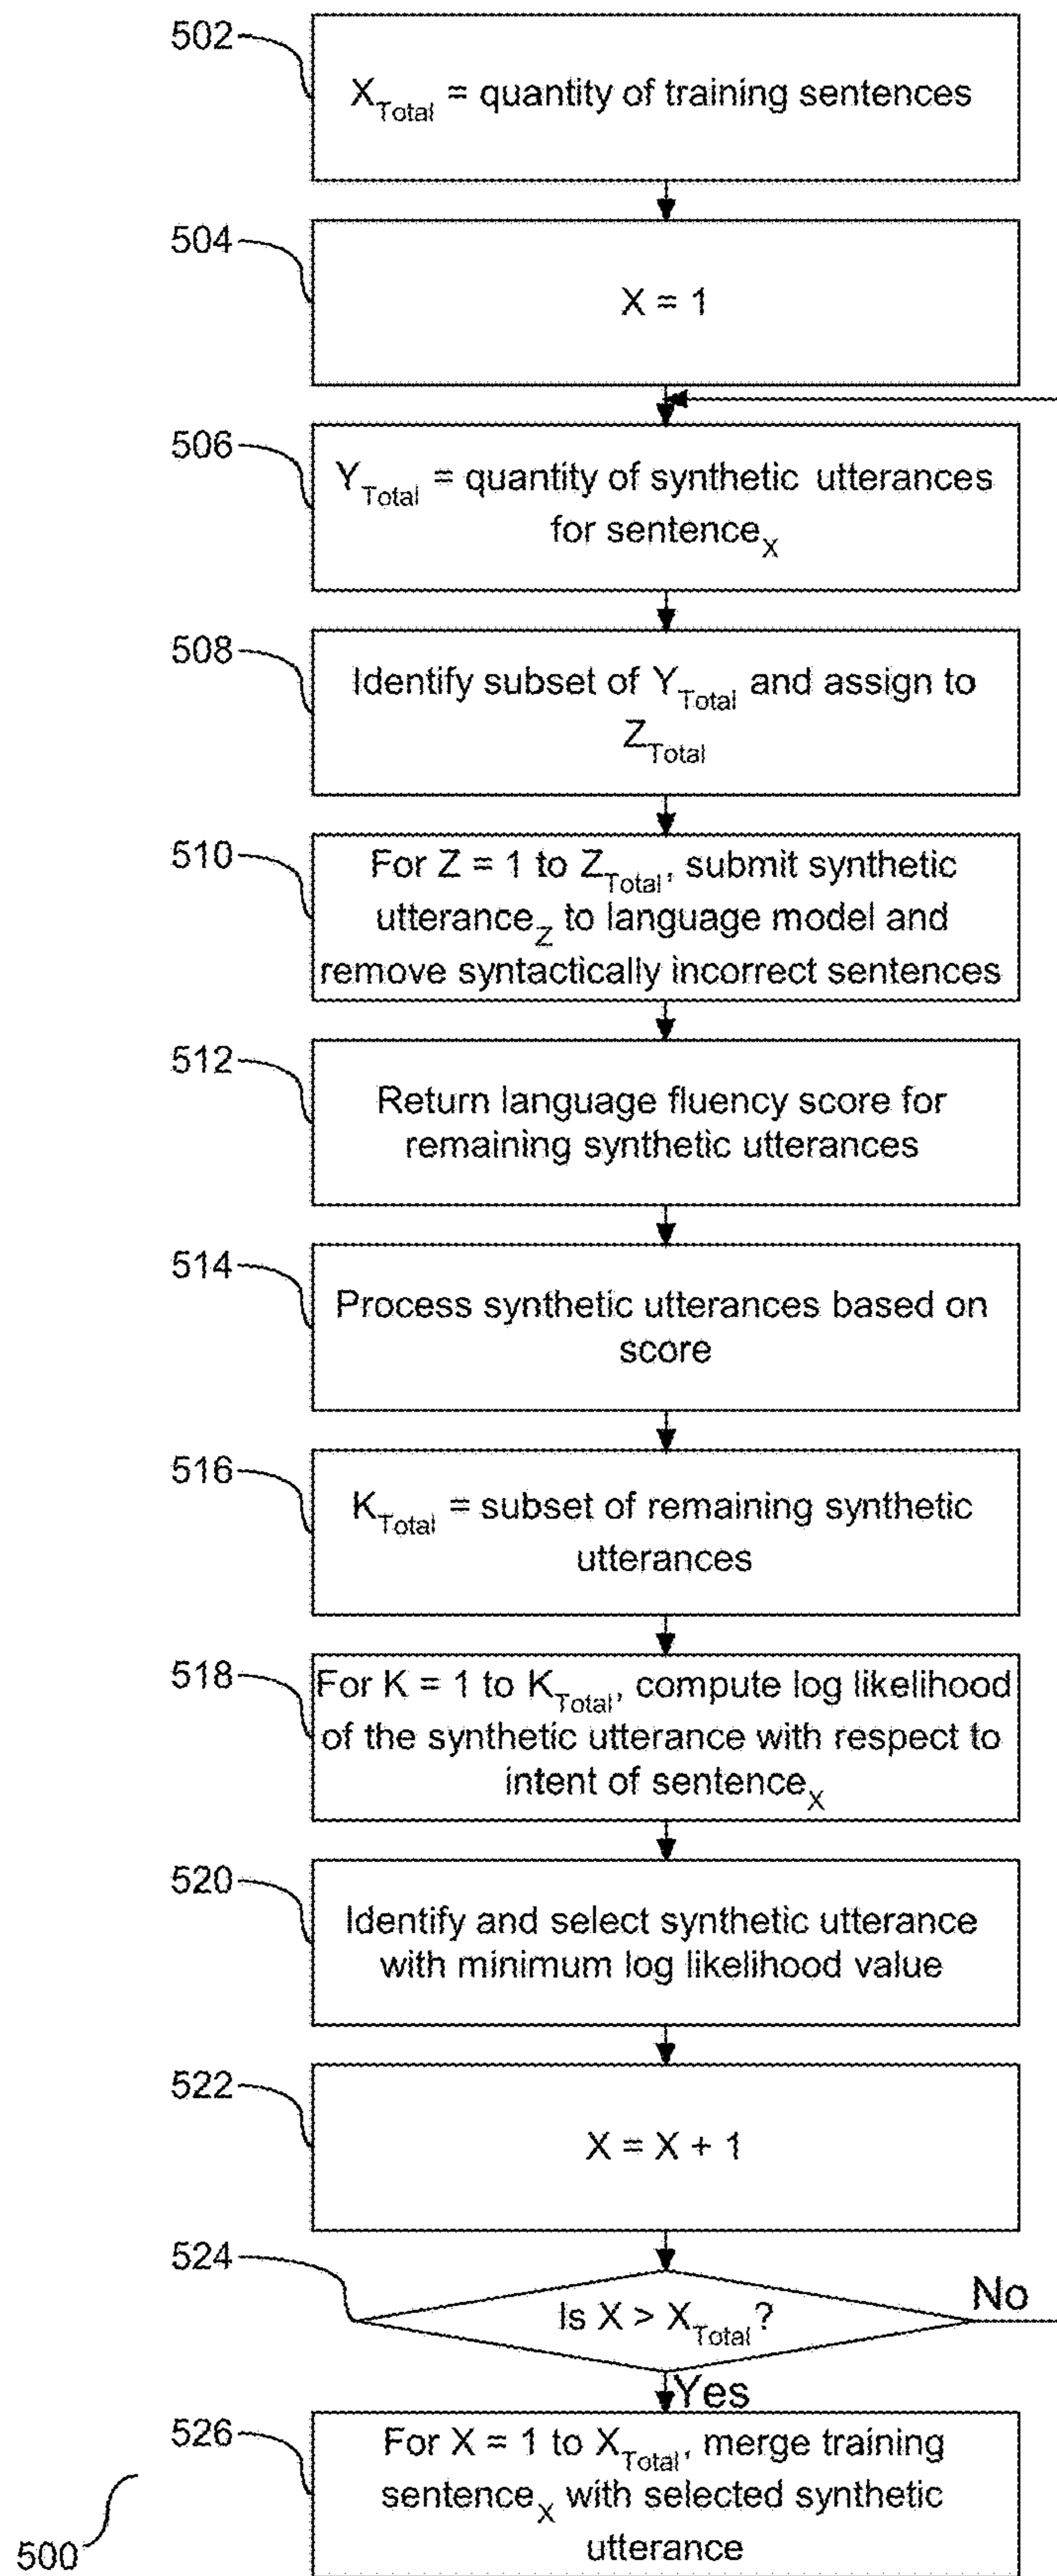 502
X_Total = quantity of training sentences
504
X = 1
506
Y_Total = quantity of synthetic utterances
for sentence_X
508
Identify subset of Y_Total and assign to
Z_Total
510
For Z = 1 to Z_Total, submit synthetic
utterance_Z to language model and
remove syntactically incorrect sentences
512
Return language fluency score for
remaining synthetic utterances
514
Process synthetic utterances based on
score
516
K_Total = subset of remaining synthetic
utterances
518
For K = 1 to K_Total, compute log likelihood
of the synthetic utterance with respect to
intent of sentence_X
520
Identify and select synthetic utterance
with minimum log likelihood value
522
X = X + 1
524
Is X > X_Total?
No
Yes
526
For X = 1 to X_Total, merge training
sentence_X with selected synthetic
utterance
500